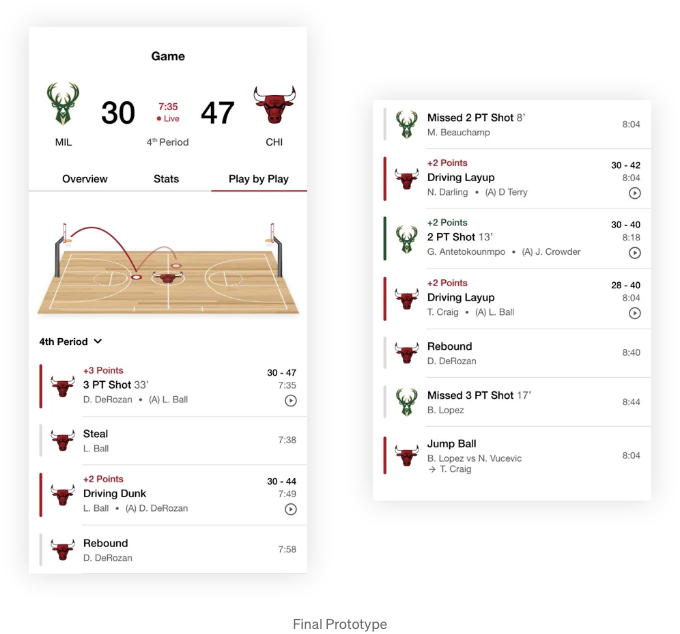 Game
30
7:35
47
Live
MIL
4th Period
CHI
Overview
Stats
Play by Play
4th Period
+3 Points
30 - 47
3 PT Shot 33'
7:35
D. DeRozan • (A) L. Ball
Steal
7:38
L. Ball
+2 Points
30 - 44
Driving Dunk
7:49
L. Ball • (A) D. DeRozan
Rebound
7:58
D. DeRozan
Missed 2 PT Shot 8'
8:04
M. Beauchamp
+2 Points
30 - 42
Driving Layup
8:04
N. Darling • (A) D Terry
+2 Points
30 - 40
2 PT Shot 13'
8:18
G. Antetokounmpo • (A) J. Crowder
+2 Points
28 - 40
Driving Layup
8:04
T. Craig • (A) L. Ball
Rebound
8:40
D. DeRozan
Missed 3 PT Shot 17'
8:44
B. Lopez
Jump Ball
8:04
B. Lopez vs N. Vucevic
→ T. Craig
Final Prototype